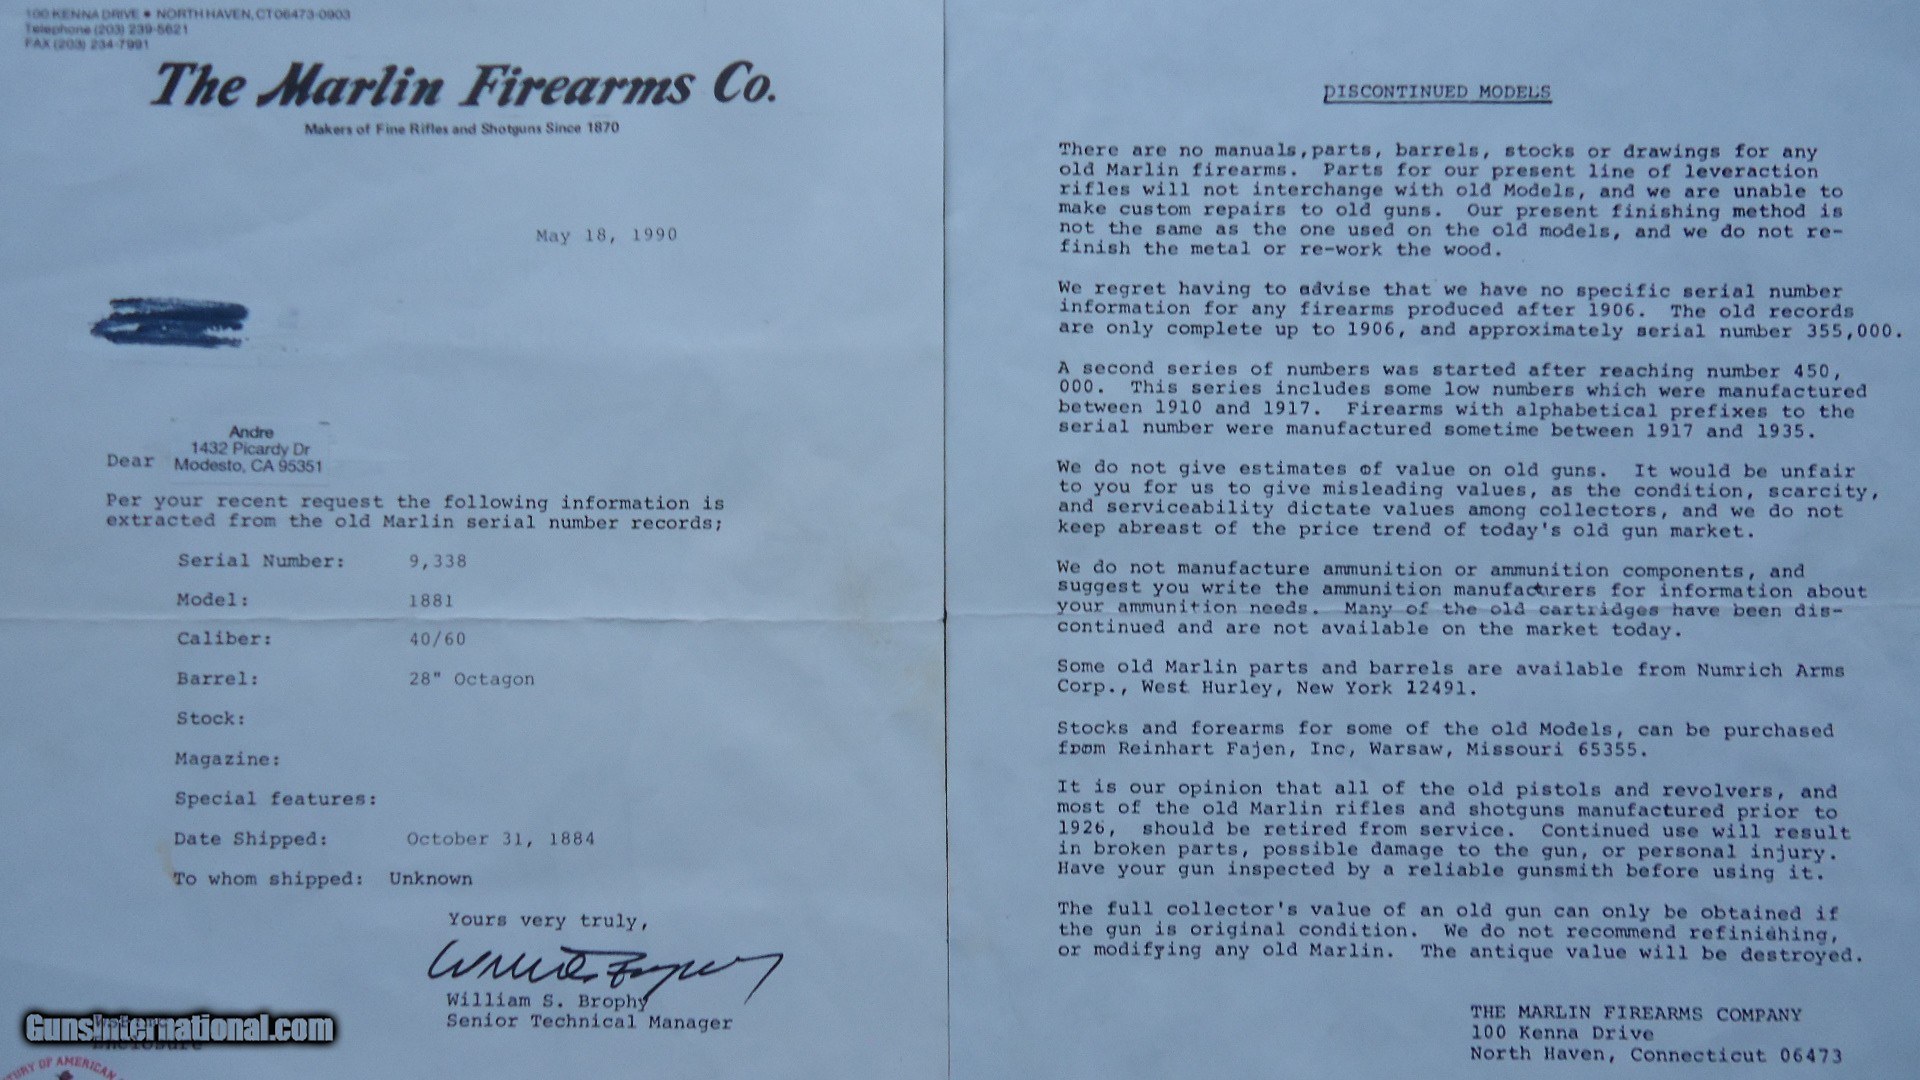 100 KENNA DRIVE • NORTH HAVEN, CT 06473-0903
Telephone (203) 239-5621
FAX (203) 234-7991
The Marlin Firearms Co.
Makers of Fine Rifles and Shotguns Since 1870
May 18, 1990
Andre
1432 Picardy Dr
Dear Modesto, CA 95351
Per your recent request the following information is
extracted from the old Marlin serial number records;
Serial Number: 9,338
Model: 1881
Caliber: 40/60
Barrel: 28" Octagon
Stock:
Magazine:
Special features:
Date Shipped: October 31, 1884
To whom shipped: Unknown
Yours very truly,
William S. Brophy
Senior Technical Manager
GunsInternational.com
Enclosure
OF AMERICAN
DISCONTINUED MODELS
There are no manuals,parts, barrels, stocks or drawings for any
old Marlin firearms. Parts for our present line of leveraction
rifles will not interchange with old Models, and we are unable to
make custom repairs to old guns. Our present finishing method is
not the same as the one used on the old models, and we do not re-
finish the metal or re-work the wood.
We regret having to advise that we have no specific serial number
information for any firearms produced after 1906. The old records
are only complete up to 1906, and approximately serial number 355,000.
A second series of numbers was started after reaching number 450,
000. This series includes some low numbers which were manufactured
between 1910 and 1917. Firearms with alphabetical prefixes to the
serial number were manufactured sometime between 1917 and 1935.
We do not give estimates of value on old guns. It would be unfair
to you for us to give misleading values, as the condition, scarcity,
and serviceability dictate values among collectors, and we do not
keep abreast of the price trend of today's old gun market.
We do not manufacture ammunition or ammunition components, and
suggest you write the ammunition manufacturers for information about
your ammunition needs. Many of the old cartridges have been dis-
continued and are not available on the market today.
Some old Marlin parts and barrels are available from Numrich Arms
Corp., West Hurley, New York 12491.
Stocks and forearms for some of the old Models, can be purchased
from Reinhart Fajen, Inc, Warsaw, Missouri 65355.
It is our opinion that all of the old pistols and revolvers, and
most of the old Marlin rifles and shotguns manufactured prior to
1926, should be retired from service. Continued use will result
in broken parts, possible damage to the gun, or personal injury.
Have your gun inspected by a reliable gunsmith before using it.
The full collector's value of an old gun can only be obtained if
the gun is original condition. We do not recommend refinishing,
or modifying any old Marlin. The antique value will be destroyed.
THE MARLIN FIREARMS COMPANY
100 Kenna Drive
North Haven, Connecticut 06473